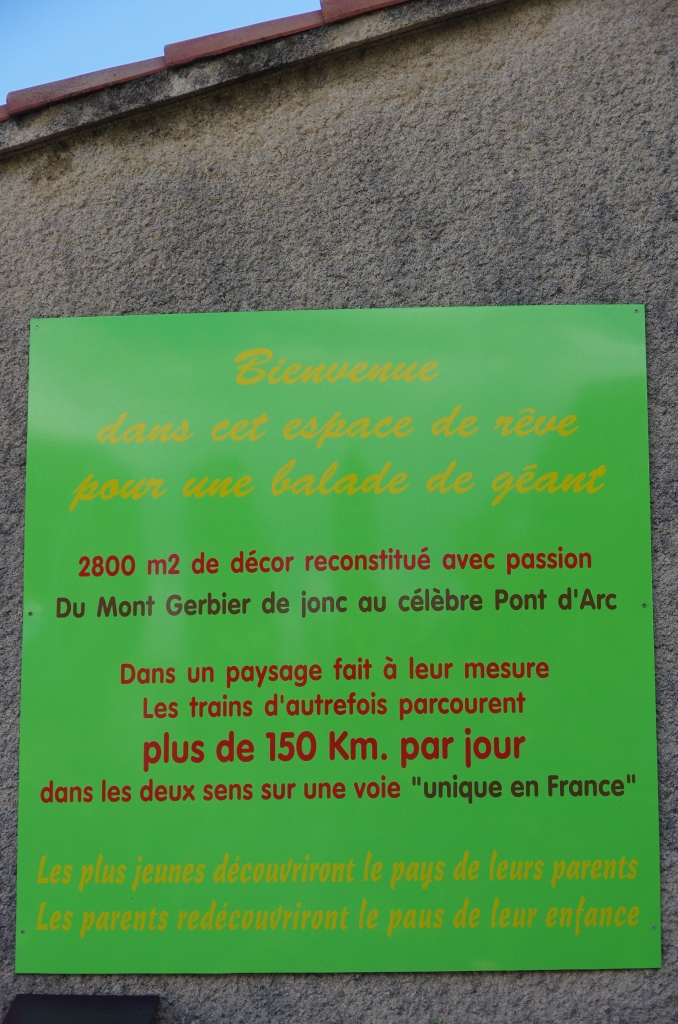 Bienvenue
dans cet espace de rêve
pour une balade de géant
2800 m2 de décor reconstitué avec passion
Du Mont Gerbier de jonc au célèbre Pont d'Arc
Dans un paysage fait à leur mesure
Les trains d'autrefois parcourent
plus de 150 Km. par jour
dans les deux sens sur une voie "unique en France"
Les plus jeunes découvriront le pays de leurs parents
Les parents redécouvriront le paus de leur enfance